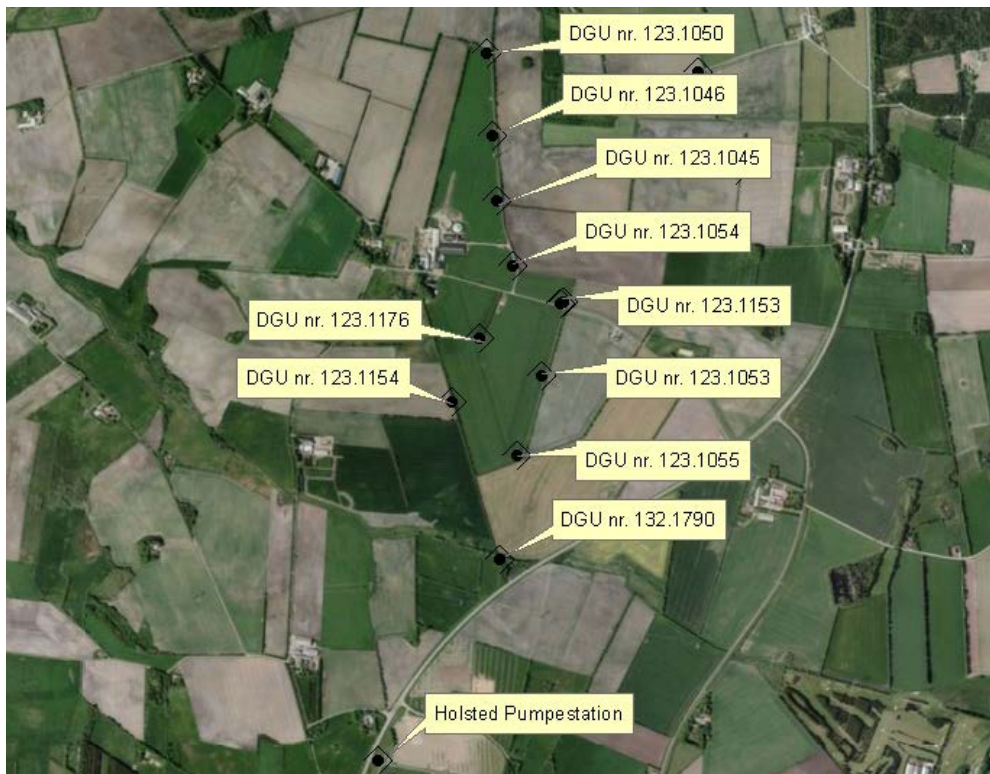 DGU nr. 123.1050
DGU nr. 123.1046
DGU nr. 123.1045
DGU nr. 123.1054
DGU nr. 123.1153
DGU nr. 123.1176
DGU nr. 123.1154
DGU nr. 123.1053
DGU nr. 123.1055
DGU nr. 132.1790
Holsted Pumpestation